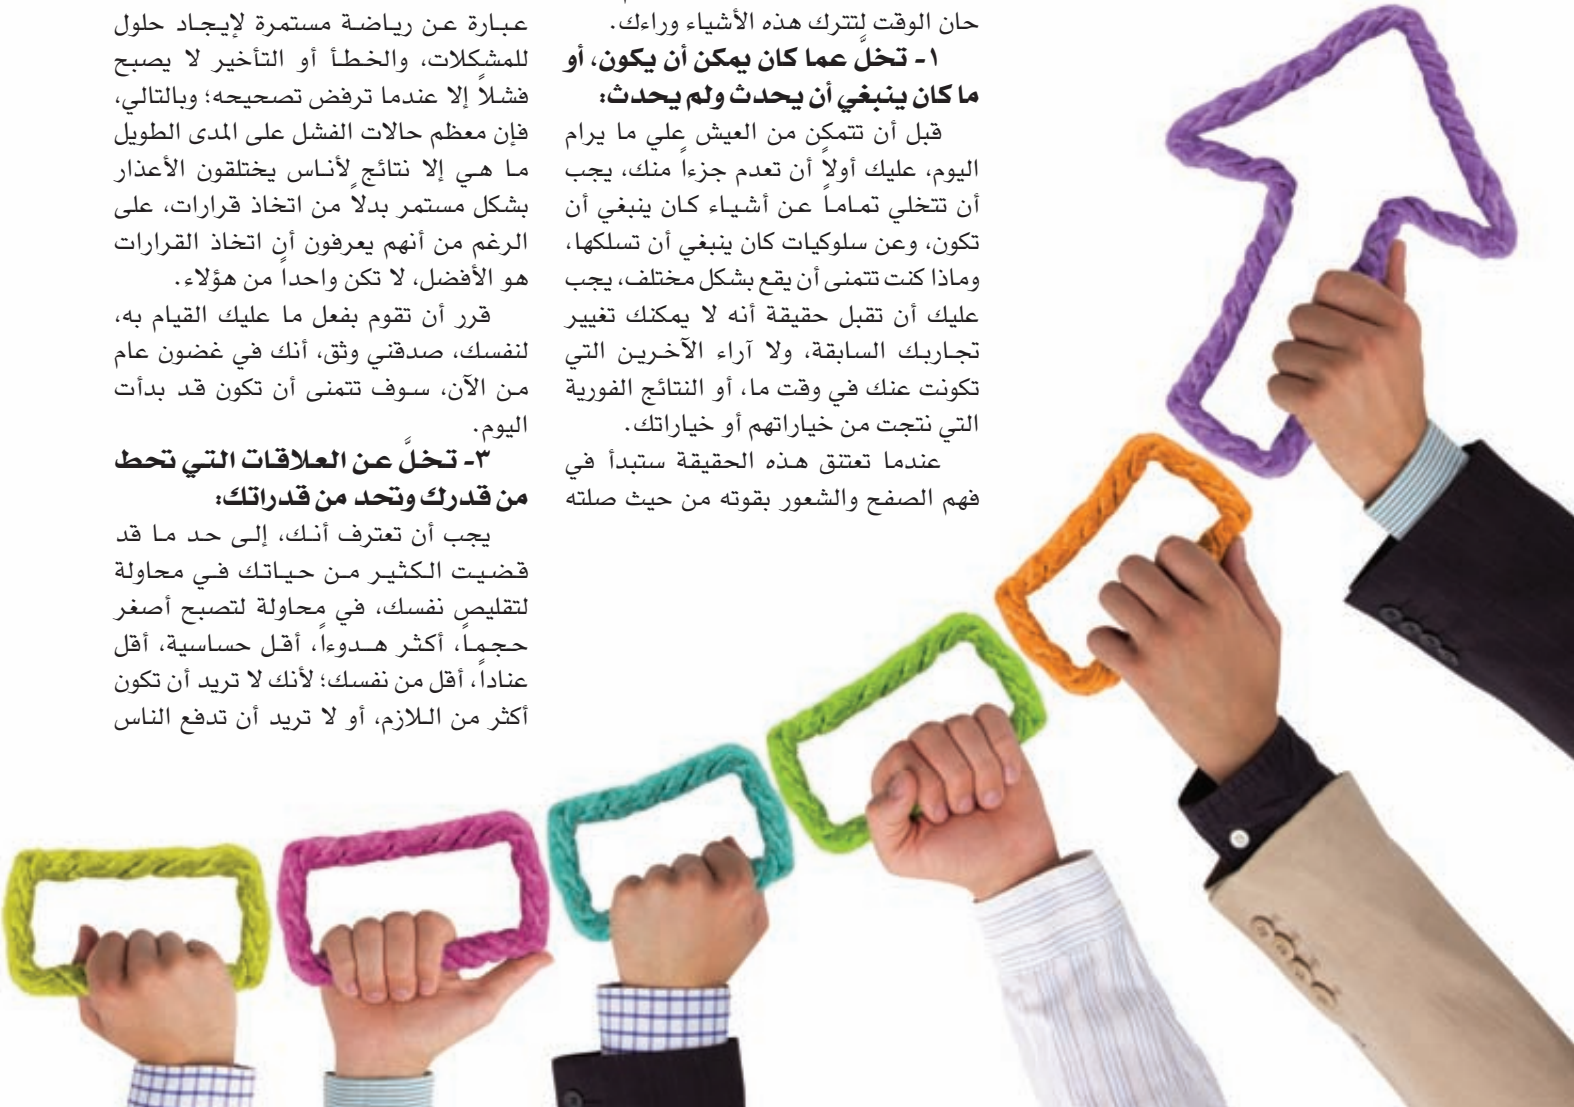 حان الوقت لتترك هذه الأشياء وراءك.
١- تخلَّ عما كان يمكن أن يكون، أو
ما كان ينبغي أن يحدث ولم يحدث:
قبل أن تتمكن من العيش علي ما يرام
اليوم، عليك أولاً أن تعدم جزءاً منك، يجب
أن تتخلي تماماً عن أشياء كان ينبغي أن
تكون، وعن سلوكيات كان ينبغي أن تسلكها،
وماذا كنت تتمنى أن يقع بشكل مختلف، يجب
عليك أن تقبل حقيقة أنه لا يمكنك تغيير
تجاربك السابقة، ولا آراء الآخرين التي
تكونت عنك في وقت ما، أو النتائج الفورية
التي نتجت من خياراتهم أو خياراتك.
عندما تعتنق هذه الحقيقة ستبدأ في
فهم الصفح والشعور بقوته من حيث صلته
عبارة عن رياضة مستمرة لإيجاد حلول
للمشكلات، والخطأ أو التأخير لا يصبح
فشلاً إلا عندما ترفض تصحيحه؛ وبالتالي،
فإن معظم حالات الفشل على المدى الطويل
ما هي إلا نتائج لأناس يختلقون الأعذار
بشكل مستمر بدلاً من اتخاذ قرارات، على
الرغم من أنهم يعرفون أن اتخاذ القرارات
هو الأفضل، لا تكن واحداً من هؤلاء.
قرر أن تقوم بفعل ما عليك القيام به،
لنفسك، صدقني وثق، أنك في غضون عام
من الآن، سوف تتمنى أن تكون قد بدأت
اليوم.
٣- تخلَّ عن العلاقات التي تحط
من قدرك وتحد من قدراتك:
يجب أن تعترف أنك، إلى حد ما قد
قضيت الكثير من حياتك في محاولة
لتقليص نفسك، في محاولة لتصبح أصغر
حجماً، أكثر هدوءاً، أقل حساسية، أقل
عناداً، أقل من نفسك؛ لأنك لا تريد أن تكون
أكثر من اللازم، أو لا تريد أن تدفع الناس